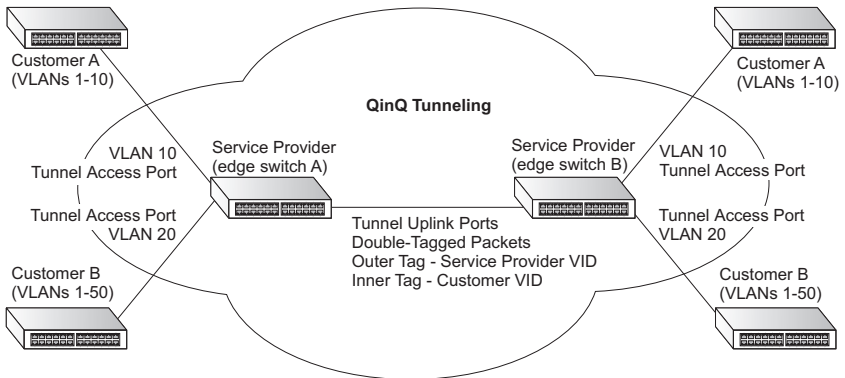 Customer A
(VLANs 1-10)
Customer A
(VLANs 1-10)
QinQ Tunneling
VLAN 10
Tunnel Access Port
Service Provider
(edge switch A)
Service Provider
(edge switch B)
VLAN 10
Tunnel Access Port
Tunnel Access Port
VLAN 20
Tunnel Uplink Ports
Double-Tagged Packets
Outer Tag - Service Provider VID
Inner Tag - Customer VID
Tunnel Access Port
VLAN 20
Customer B
(VLANs 1-50)
Customer B
(VLANs 1-50)